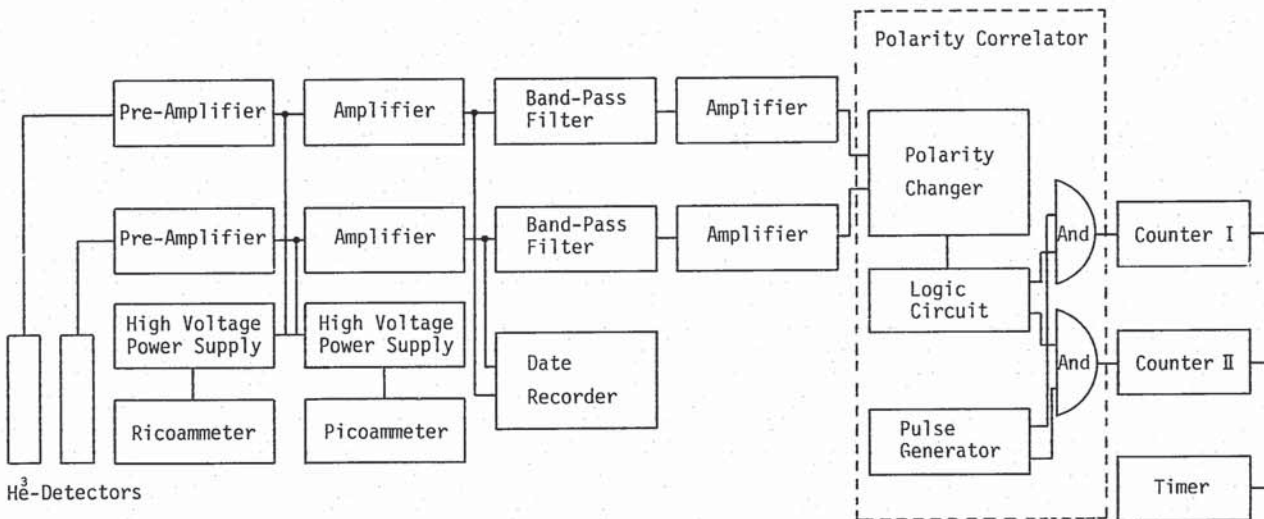 Polarity Correlator
Pre-Amplifier
Amplifier
Band-Pass
Filter
Amplifier
Polarity
Changer
Pre-Amplifier
Amplifier
Band-Pass
Filter
Amplifier
And
Counter I
High Voltage
Power Supply
High Voltage
Power Supply
Logic
Circuit
Date
Recorder
And
Counter II
Ricoammeter
Picoammeter
Pulse
Generator
He³-Detectors
Timer